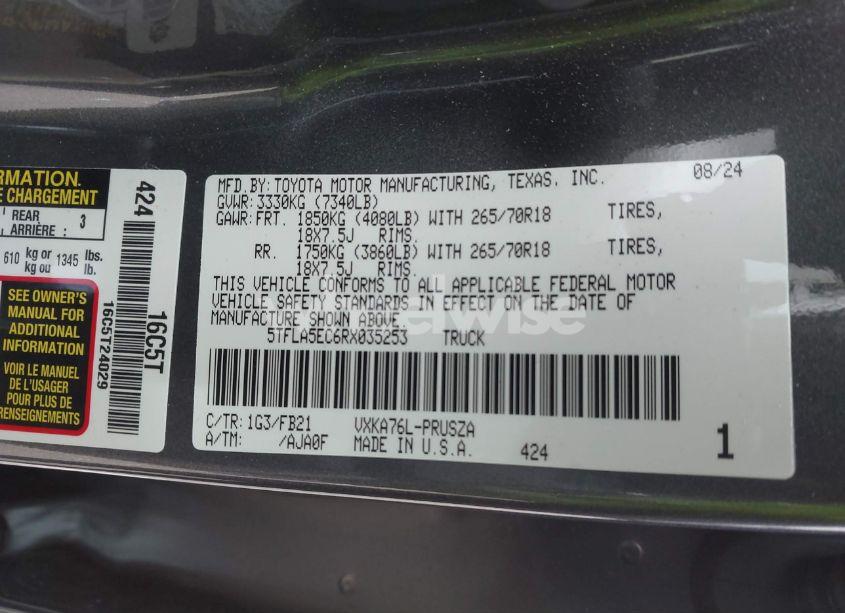 RMATION.
E CHARGEMENT
REAR
ARRIÈRE : 3
610 kg or 1345 lbs.
kg ou lb.
SEE OWNER'S
MANUAL FOR
ADDITIONAL
INFORMATION
VOIR LE MANUEL
DE L'USAGER
POUR PLUS DE
RENSEIGNEMENTS
424 16C5T
16C5T24029
08/24
MFD.BY:TOYOTA MOTOR MANUFACTURING, TEXAS. INC.
GVWR:3330KG (7340LB)
GAWR:FRT. 1850KG (4080LB) WITH 265/70R18 TIRES,
18X7.5J RIMS.
RR. 1750KG (3860LB) WITH 265/70R18 TIRES,
18X7.5J RIMS.
THIS VEHICLE CONFORMS TO ALL APPLICABLE FEDERAL MOTOR
VEHICLE SAFETY STANDARDS IN EFFECT ON THE DATE OF
MANUFACTURE SHOWN ABOVE.
5TFLA5EC6RX035253 TRUCK
C/TR:1G3/FB21 VXKA76L-PRUSZA
A/TM: /AJA0F MADE IN U.S.A. 424 1